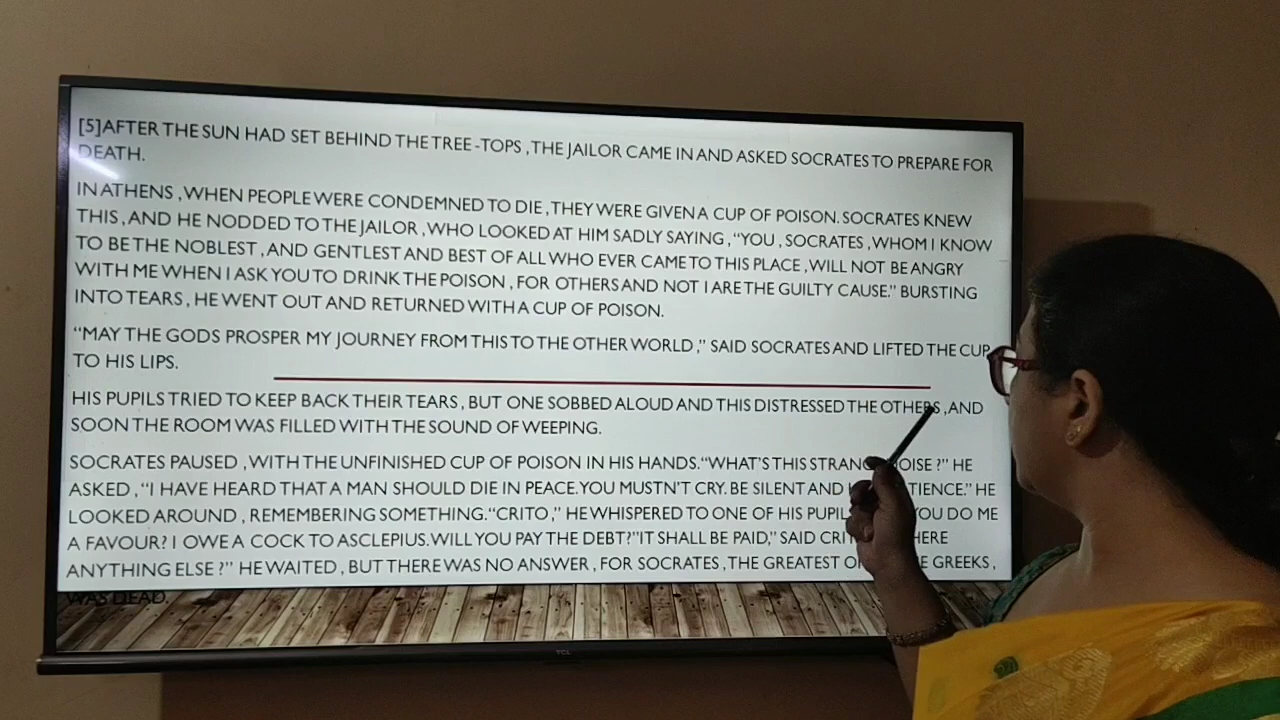 [5]AFTER THE SUN HAD SET BEHIND THE TREE-TOPS , THE JAILOR CAME IN AND ASKED SOCRATES TO PREPARE FOR
DEATH.
IN ATHENS , WHEN PEOPLE WERE CONDEMNED TO DIE , THEY WERE GIVEN A CUP OF POISON. SOCRATES KNEW
THIS , AND HE NODDED TO THE JAILOR , WHO LOOKED AT HIM SADLY SAYING , “YOU , SOCRATES , WHOM I KNOW
TO BE THE NOBLEST , AND GENTLEST AND BEST OF ALL WHO EVER CAME TO THIS PLACE , WILL NOT BE ANGRY
WITH ME WHEN I ASK YOU TO DRINK THE POISON , FOR OTHERS AND NOT I ARE THE GUILTY CAUSE.” BURSTING
INTO TEARS , HE WENT OUT AND RETURNED WITH A CUP OF POISON.
“MAY THE GODS PROSPER MY JOURNEY FROM THIS TO THE OTHER WORLD ,” SAID SOCRATES AND LIFTED THE CUP
TO HIS LIPS.
HIS PUPILS TRIED TO KEEP BACK THEIR TEARS , BUT ONE SOBBED ALOUD AND THIS DISTRESSED THE OTHERS , AND
SOON THE ROOM WAS FILLED WITH THE SOUND OF WEEPING.
SOCRATES PAUSED , WITH THE UNFINISHED CUP OF POISON IN HIS HANDS. “WHAT’S THIS STRANGE NOISE ?” HE
ASKED , “I HAVE HEARD THAT A MAN SHOULD DIE IN PEACE. YOU MUSTN’T CRY. BE SILENT AND HE
LOOKED AROUND , REMEMBERING SOMETHING. “CRITO ,” HE WHISPERED TO ONE OF HIS YOU DO ME
A FAVOUR? I OWE A COCK TO ASCLEPIUS. WILL YOU PAY THE DEBT?” “IT SHALL BE PAID,” SAID
ANYTHING ELSE ?” HE WAITED , BUT THERE WAS NO ANSWER , FOR SOCRATES , THE GREATEST GREEKS ,
WAS DEAD.
TCL